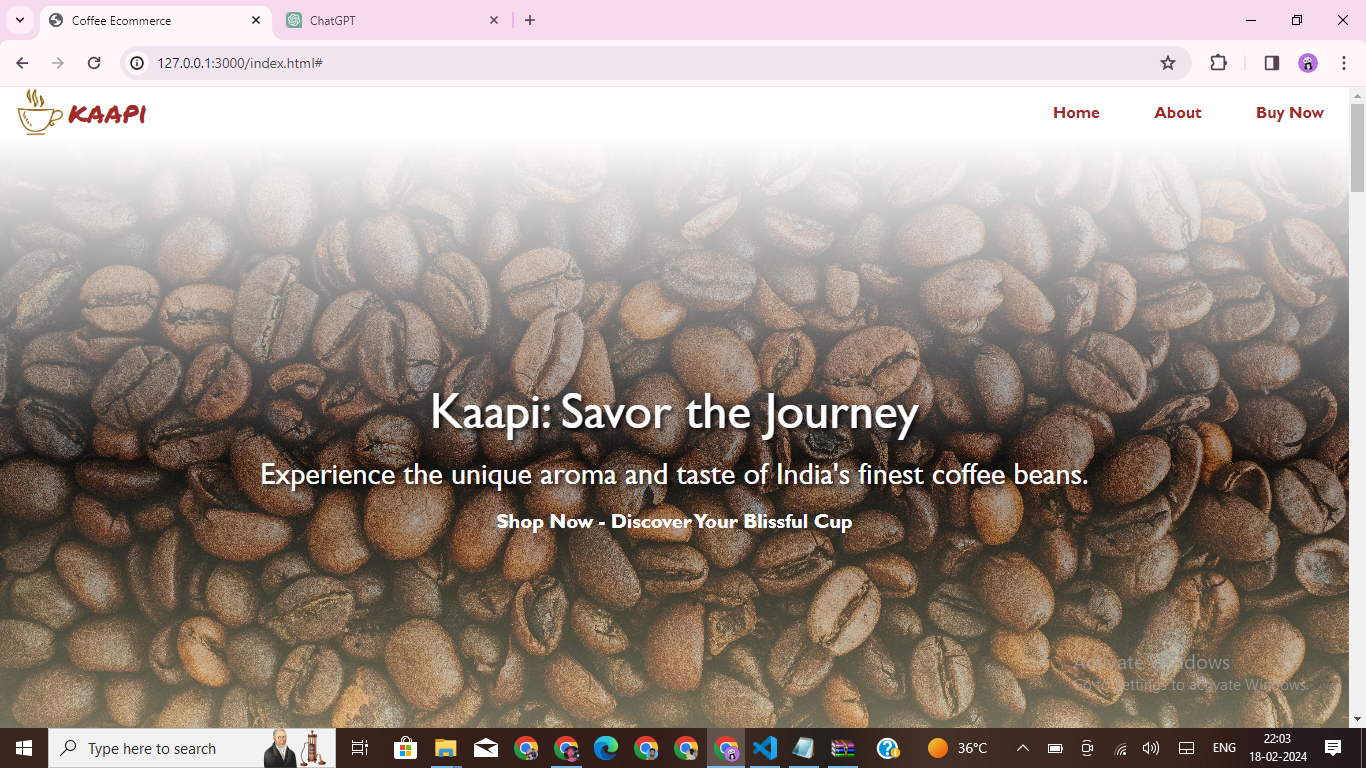 Coffee Ecommerce
ChatGPT
127.0.0.1:3000/index.html#
KAAPI
Home
About
Buy Now
Kaapi: Savor the Journey
Experience the unique aroma and taste of India's finest coffee beans.
Shop Now - Discover Your Blissful Cup
Activate Windows
Go to Settings to activate Windows.
Type here to search
36°C
ENG
22:03
18-02-2024